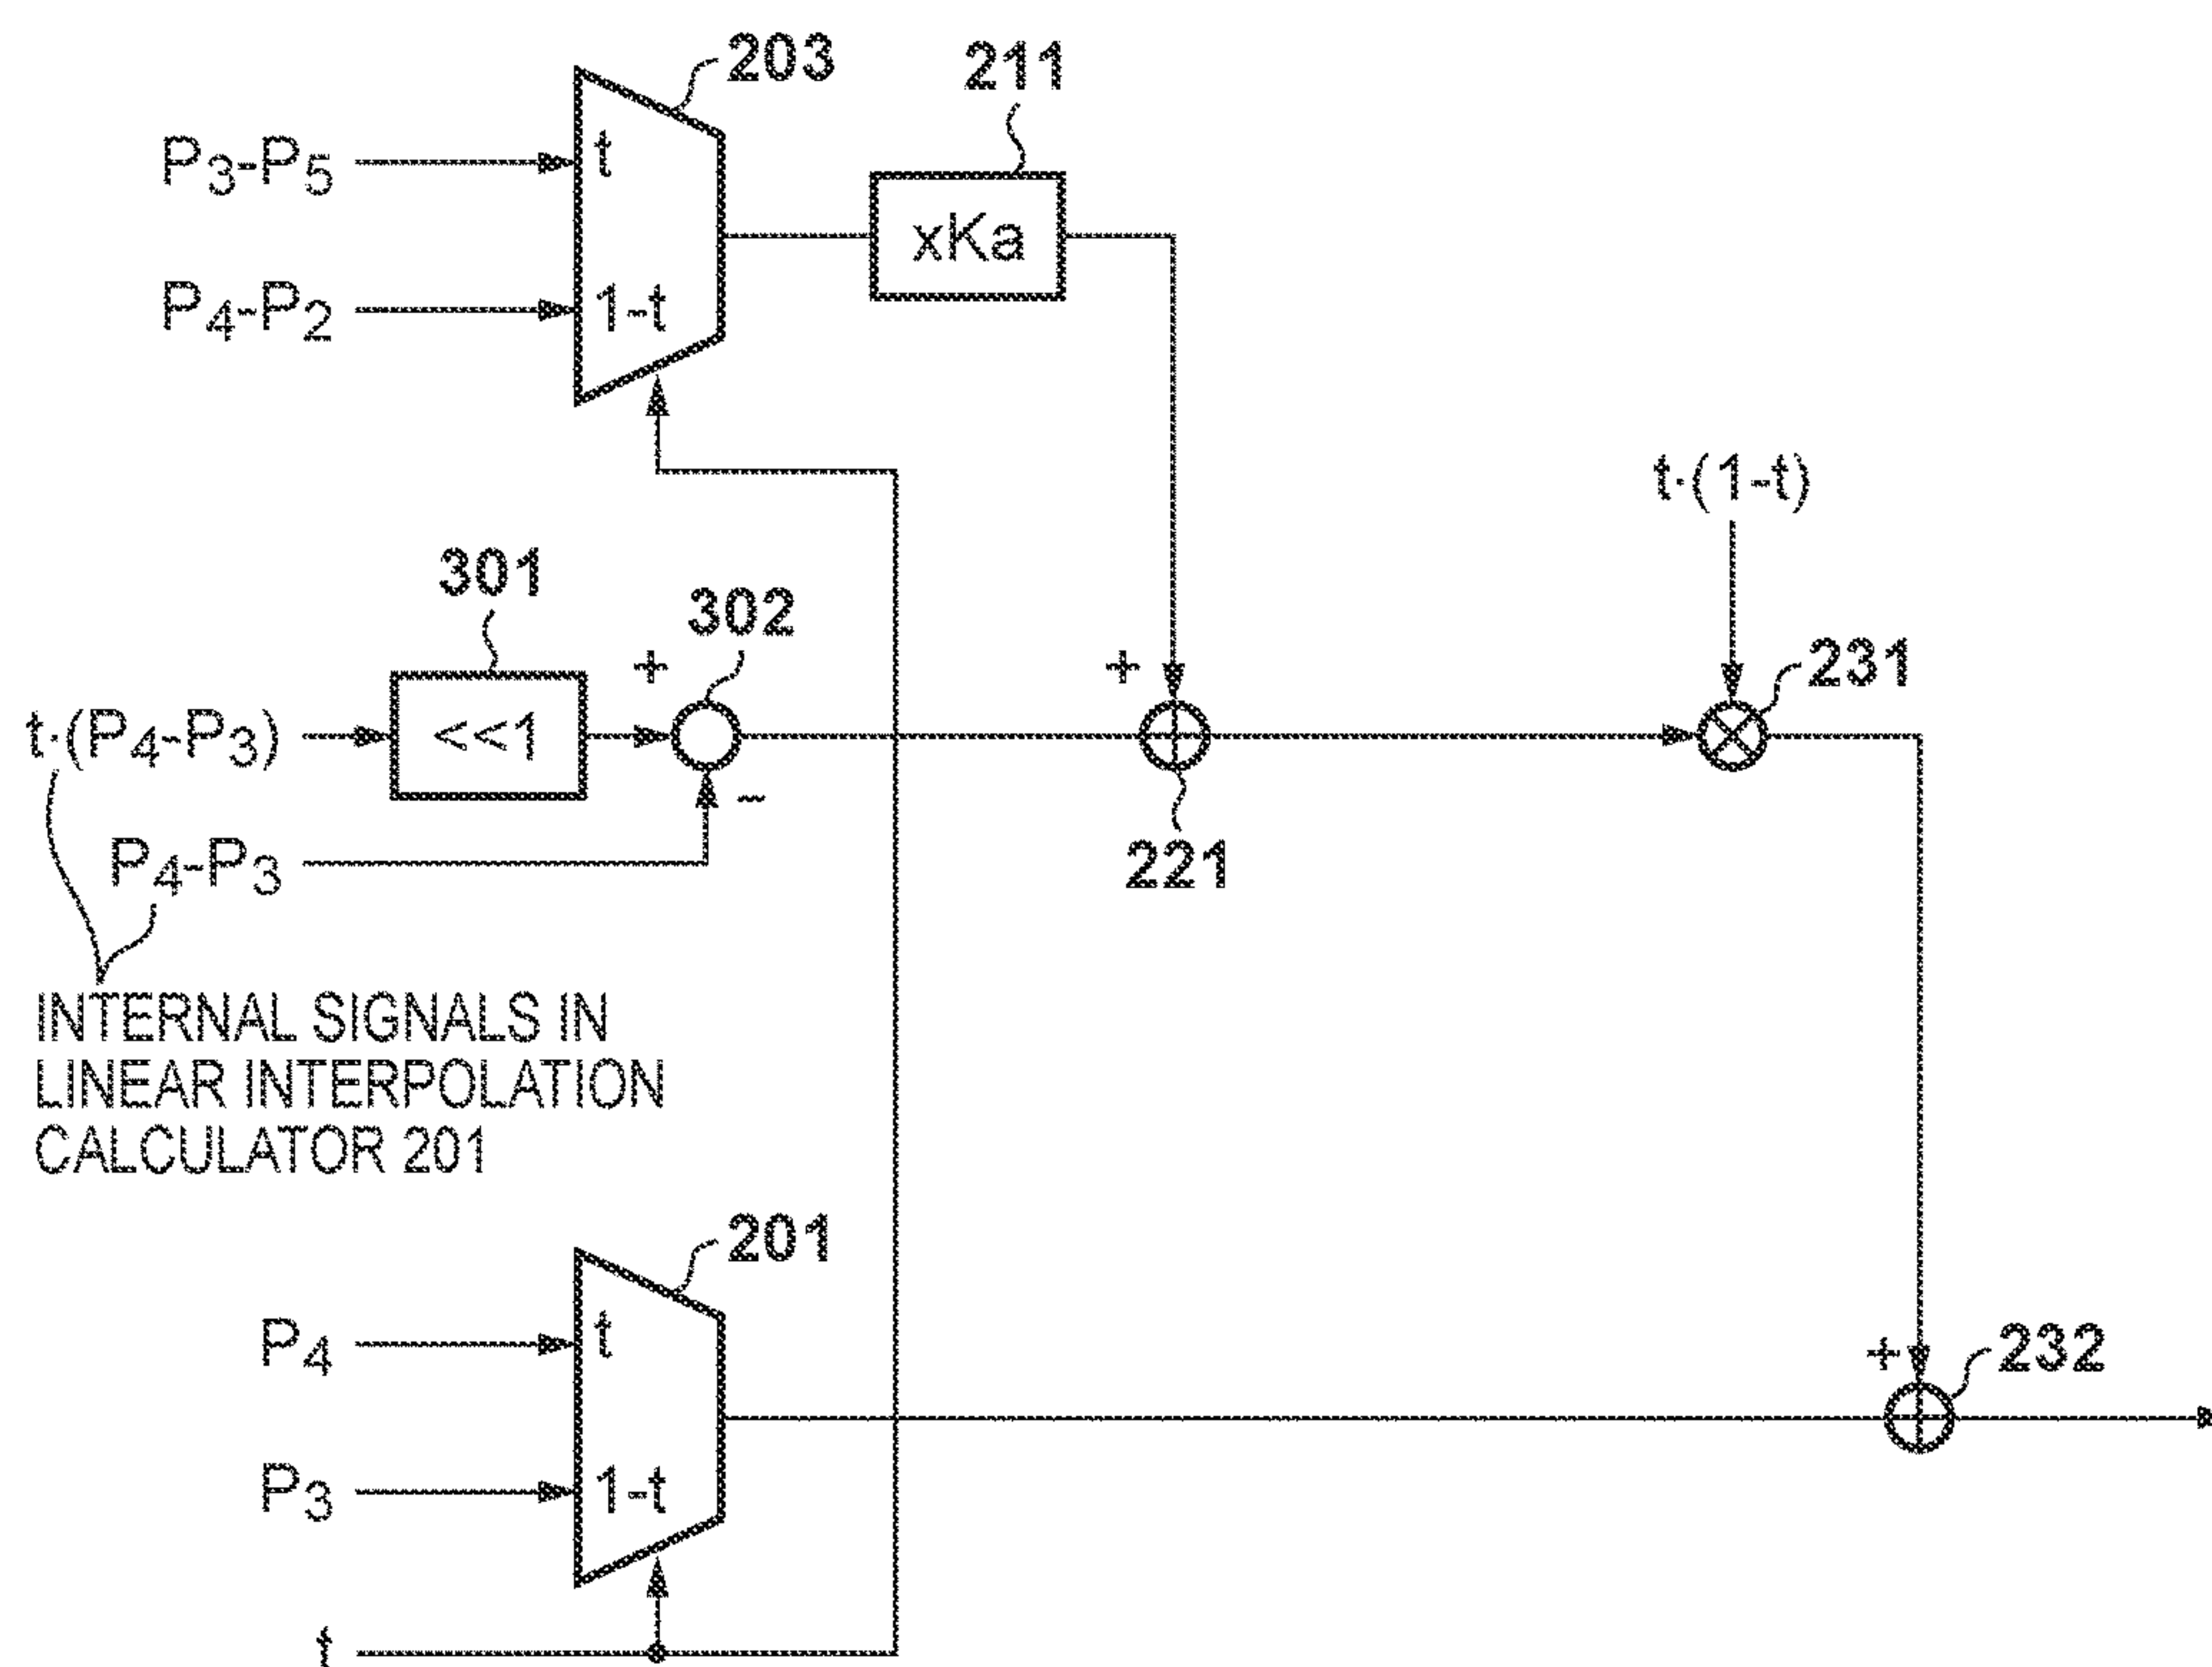 203
211
P3-P5
t
xKa
P4-P2
1-t
t·(1-t)
301
302
+
+
231
t·(P4-P3)
<<1
-
P4-P3
221
INTERNAL SIGNALS IN
LINEAR INTERPOLATION
CALCULATOR 201
201
P4
t
+
232
P3
1-t
t